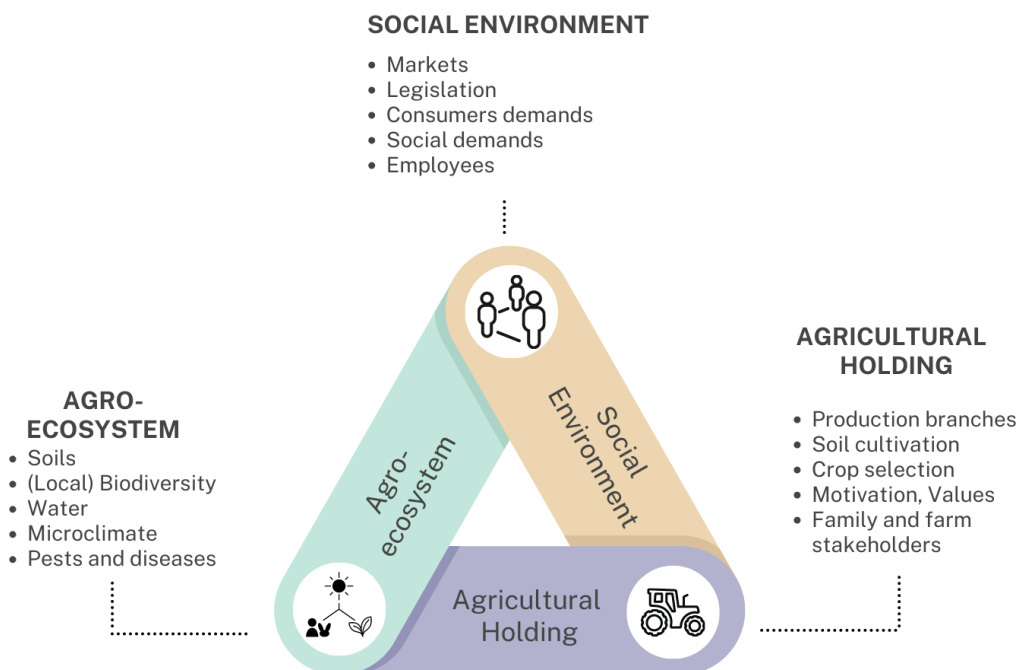 SOCIAL ENVIRONMENT
• Markets
• Legislation
• Consumers demands
• Social demands
• Employees
AGRICULTURAL
HOLDING
• Production branches
• Soil cultivation
• Crop selection
• Motivation, Values
• Family and farm
stakeholders
AGRO-
ECOSYSTEM
• Soils
• (Local) Biodiversity
• Water
• Microclimate
• Pests and diseases
Agro-
ecosystem
Social
Environment
Agricultural
Holding